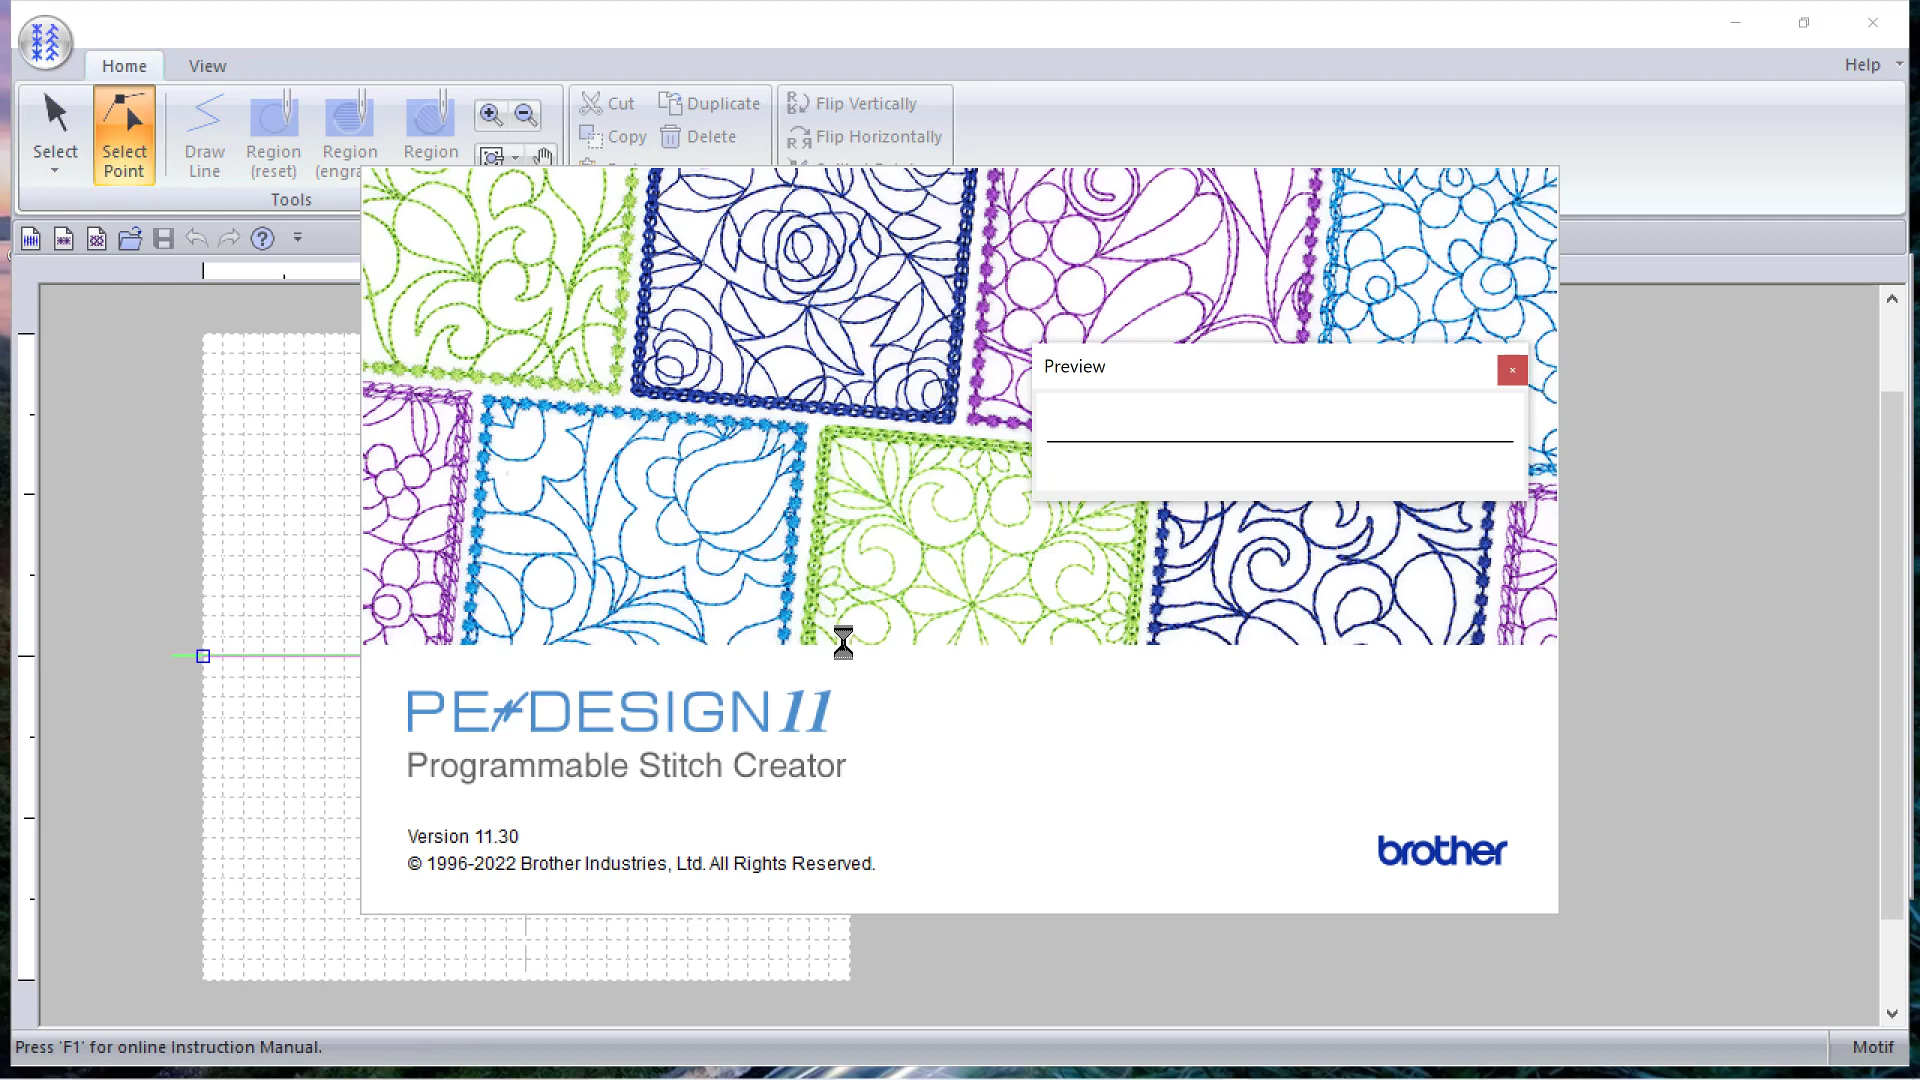 Home View Help
Select
Select Point
Draw Line
Region (reset)
Region
Region
Tools
Cut
Copy
Duplicate
Delete
Flip Vertically
Flip Horizontally
Preview
PE DESIGN 11
Programmable Stitch Creator
Version 11.30
© 1996-2022 Brother Industries, Ltd. All Rights Reserved.
brother
Press 'F1' for online Instruction Manual.
Motif